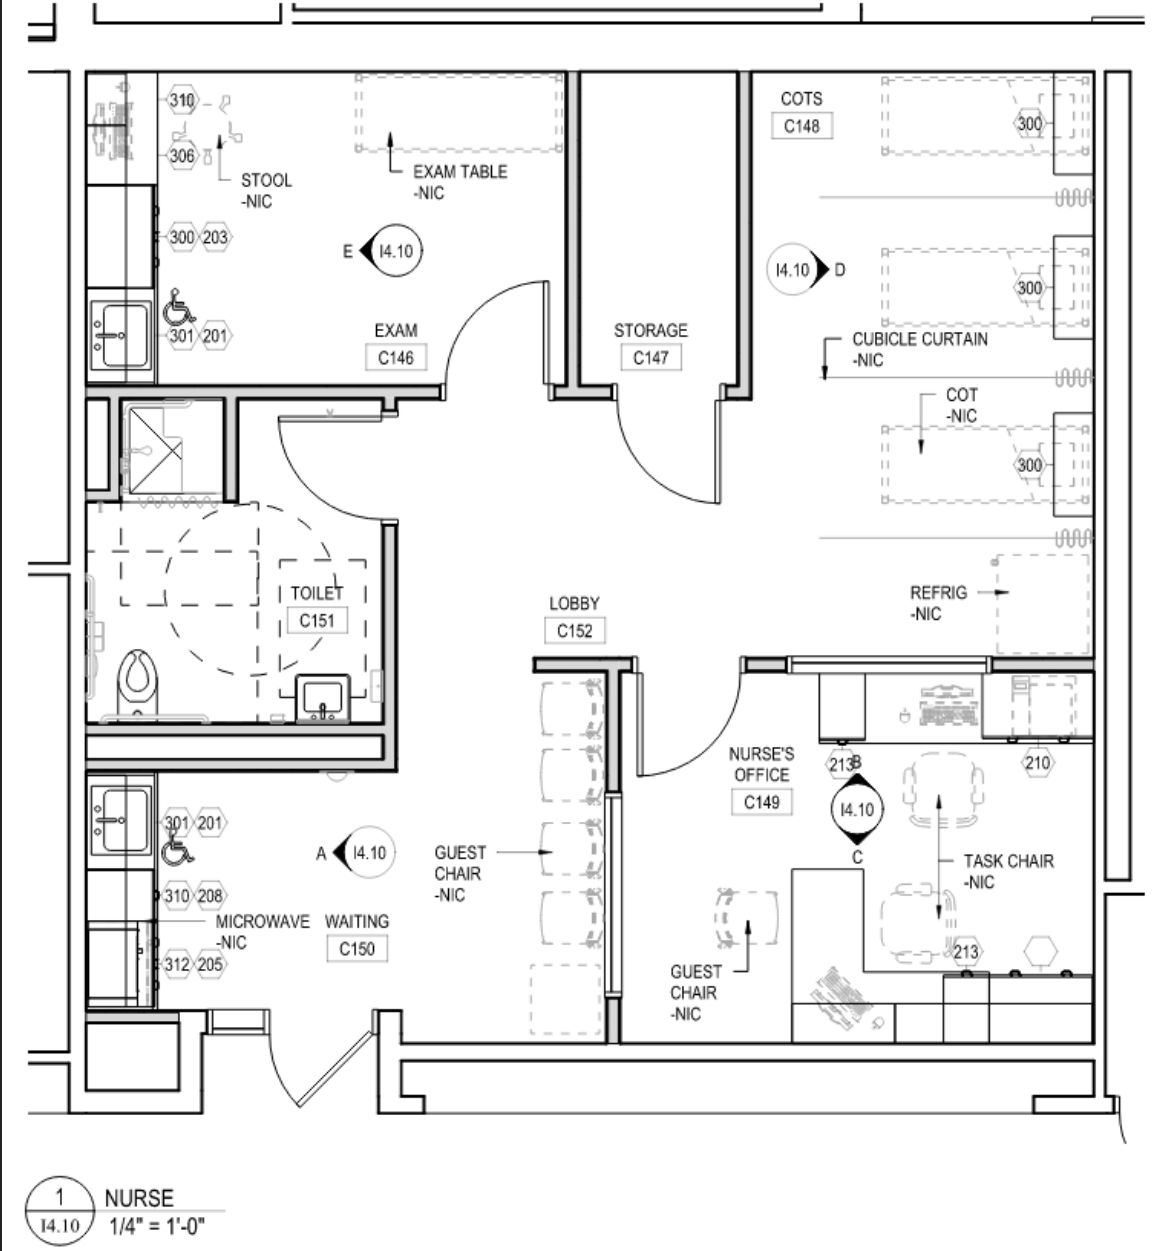 310
306
STOOL
-NIC
EXAM TABLE
-NIC
COTS
C148
300
300 203
E I4.10
I4.10 D
300
301 201
EXAM
C146
STORAGE
C147
CUBICLE CURTAIN
-NIC
COT
-NIC
300
TOILET
C151
LOBBY
C152
REFRIG
-NIC
NURSE'S
OFFICE
C149
213
B
I4.10
C
210
301 201
A I4.10
GUEST
CHAIR
-NIC
TASK CHAIR
-NIC
310 208
MICROWAVE
-NIC
WAITING
C150
312 205
213
GUEST
CHAIR
-NIC
1
I4.10
NURSE
1/4" = 1'-0"